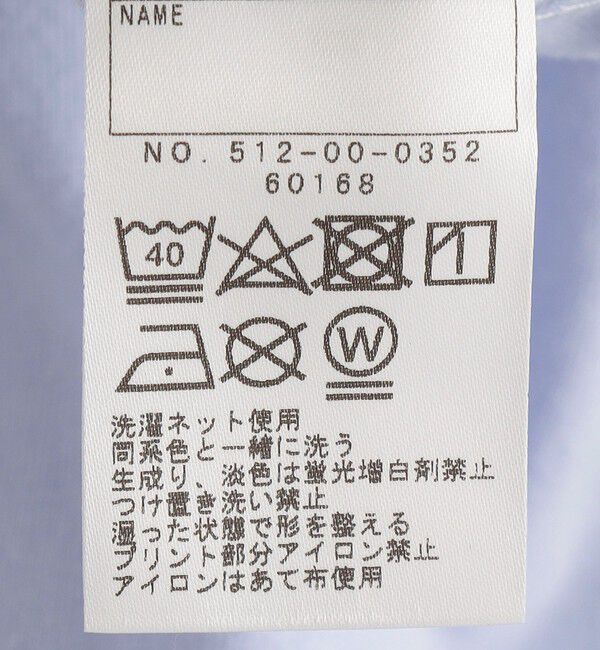 NAME
NO. 512-00-0352
60168
40
W
洗濯ネット使用
同系色と一緒に洗う
生成り、淡色は蛍光増白剤禁止
つけ置き洗い禁止
湿った状態で形を整える
プリント部分アイロン禁止
アイロンはあて布使用